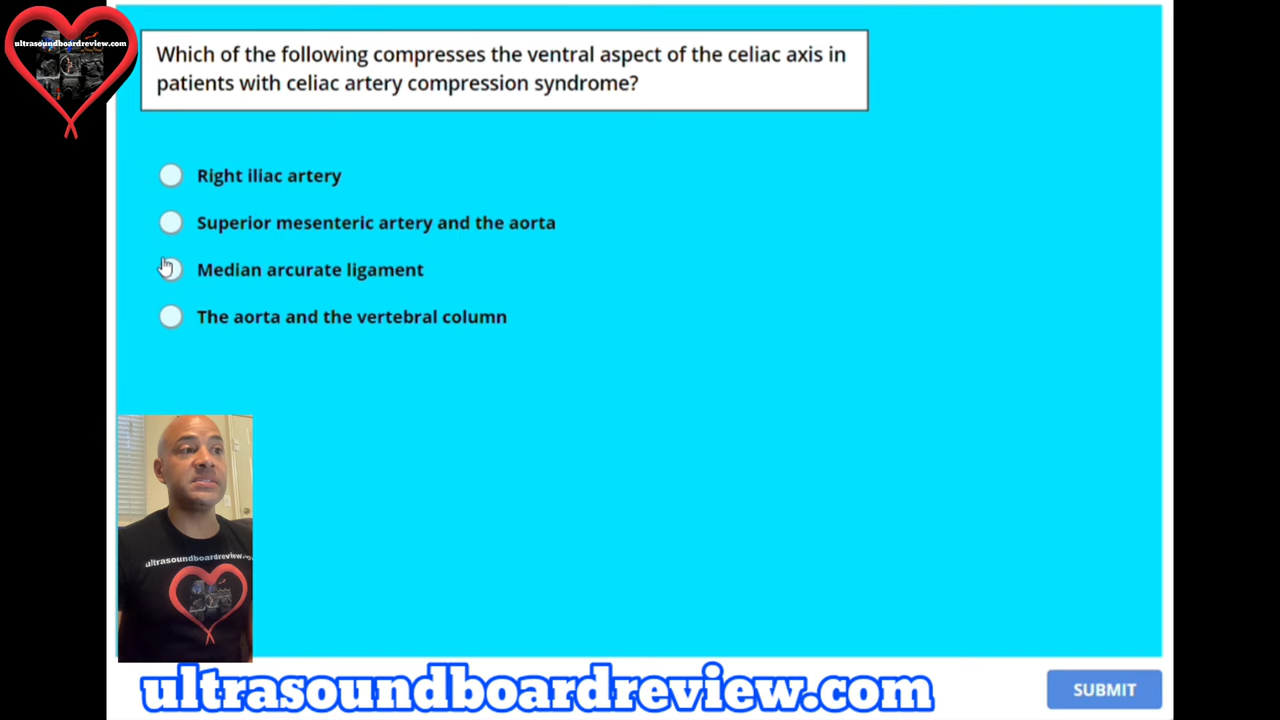 ultrasoundboardreview.com
Which of the following compresses the ventral aspect of the celiac axis in
patients with celiac artery compression syndrome?
Right iliac artery
Superior mesenteric artery and the aorta
Median arcurate ligament
The aorta and the vertebral column
ultrasoundboardreview.co
ultrasoundboardreview.com
SUBMIT